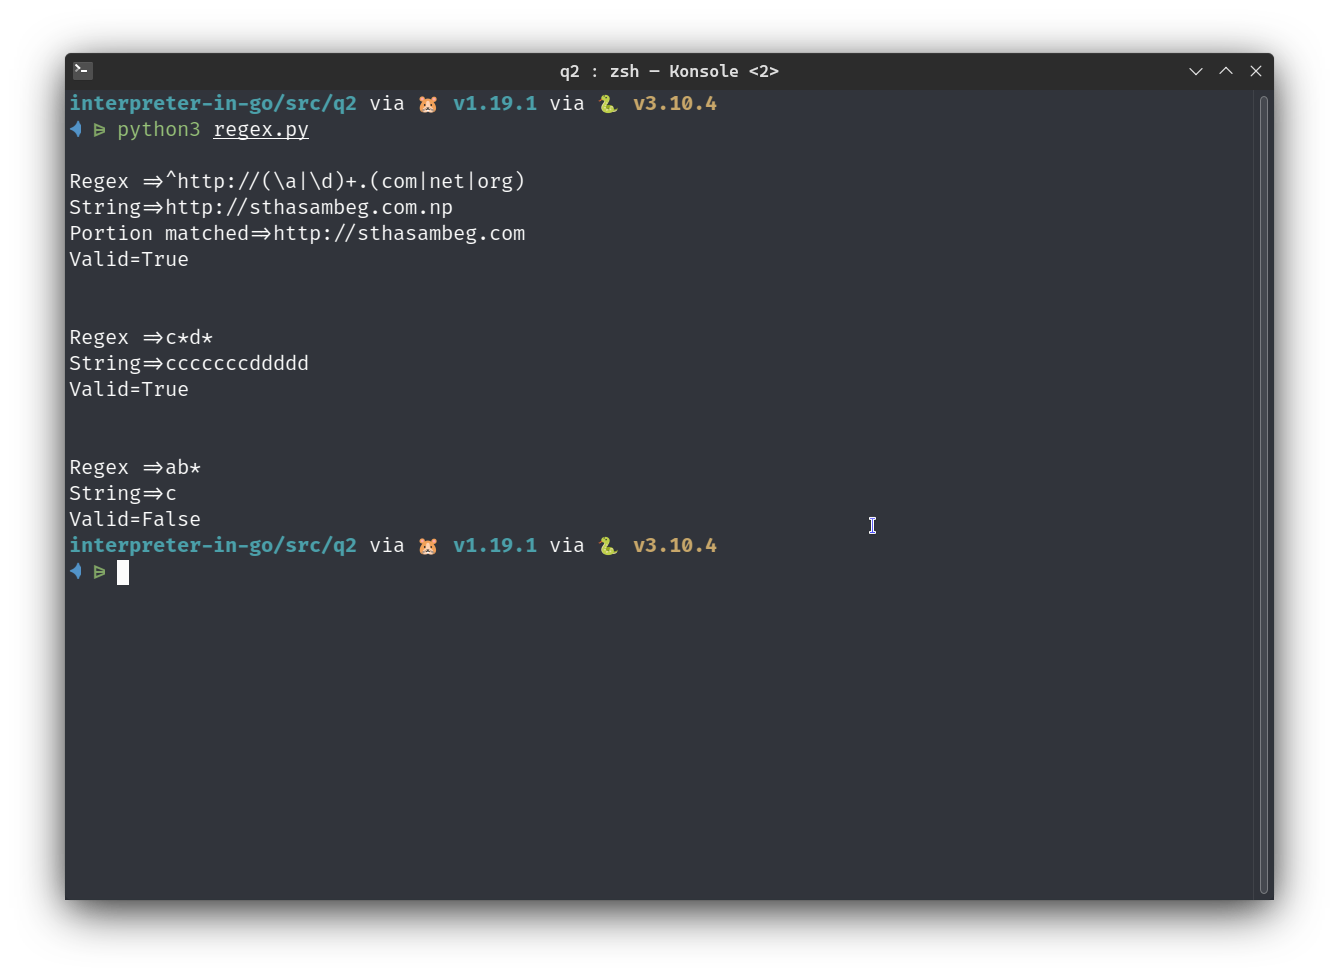 q2 : zsh — Konsole <2>
interpreter-in-go/src/q2 via 🐹 v1.19.1 via 🐍 v3.10.4
python3 regex.py
Regex =>^http://(\a|\d)+.(com|net|org)
String=>http://sthasambeg.com.np
Portion matched=>http://sthasambeg.com
Valid=True
Regex =>c*d*
String=>cccccccddddd
Valid=True
Regex =>ab*
String=>c
Valid=False
interpreter-in-go/src/q2 via 🐹 v1.19.1 via 🐍 v3.10.4